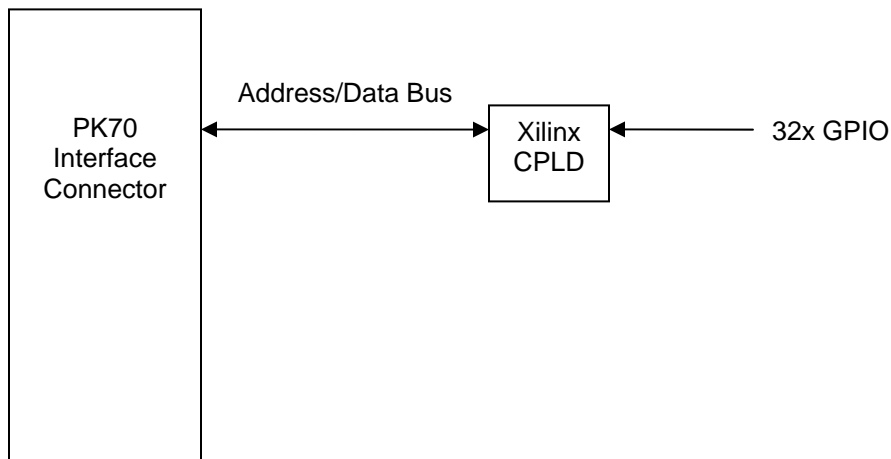 Address/Data Bus
PK70
Interface
Connector
Xilinx
CPLD
32x GPIO